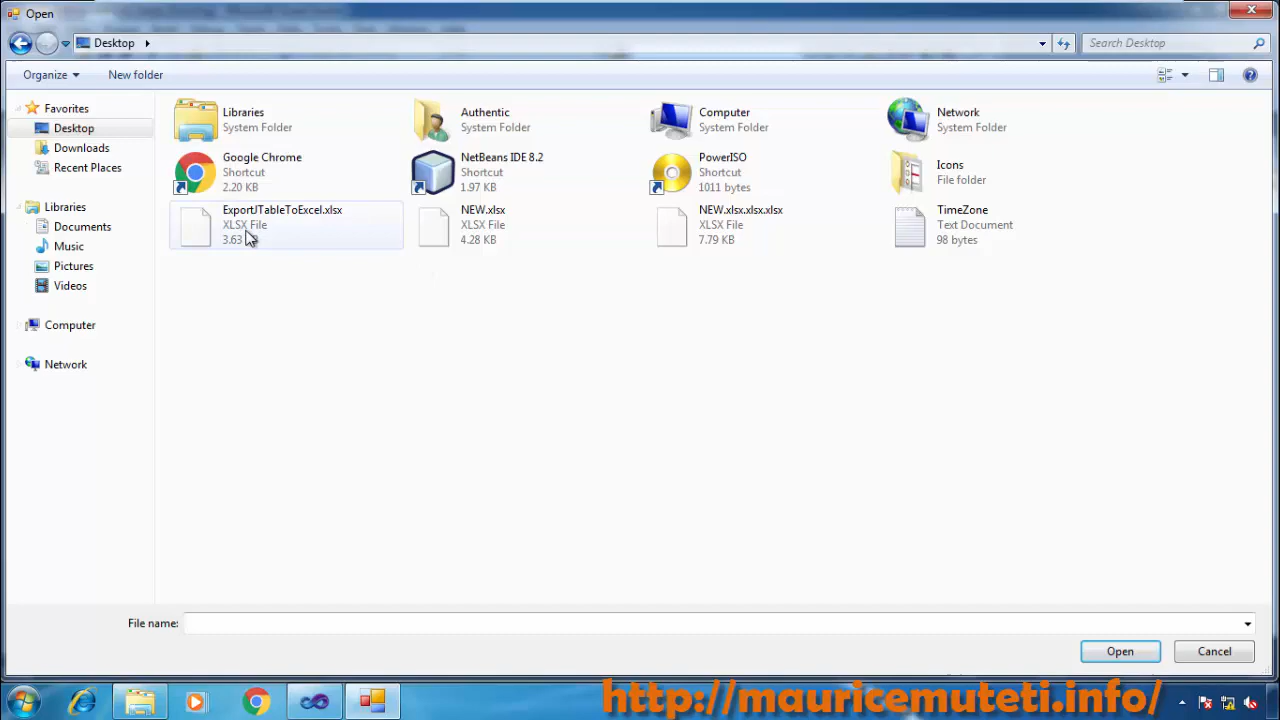 Open
Desktop
Search Desktop
Organize
New folder
Favorites
Desktop
Downloads
Recent Places
Libraries
Documents
Music
Pictures
Videos
Computer
Network
Libraries
System Folder
Authentic
System Folder
Computer
System Folder
Network
System Folder
Google Chrome
Shortcut
2.20 KB
NetBeans IDE 8.2
Shortcut
1.97 KB
PowerISO
Shortcut
1011 bytes
Icons
File folder
ExportJTableToExcel.xlsx
XLSX File
3.63
NEW.xlsx
XLSX File
4.28 KB
NEW.xlsx.xlsx.xlsx
XLSX File
7.79 KB
TimeZone
Text Document
98 bytes
File name:
Open
Cancel
http://mauricemuteti.info/